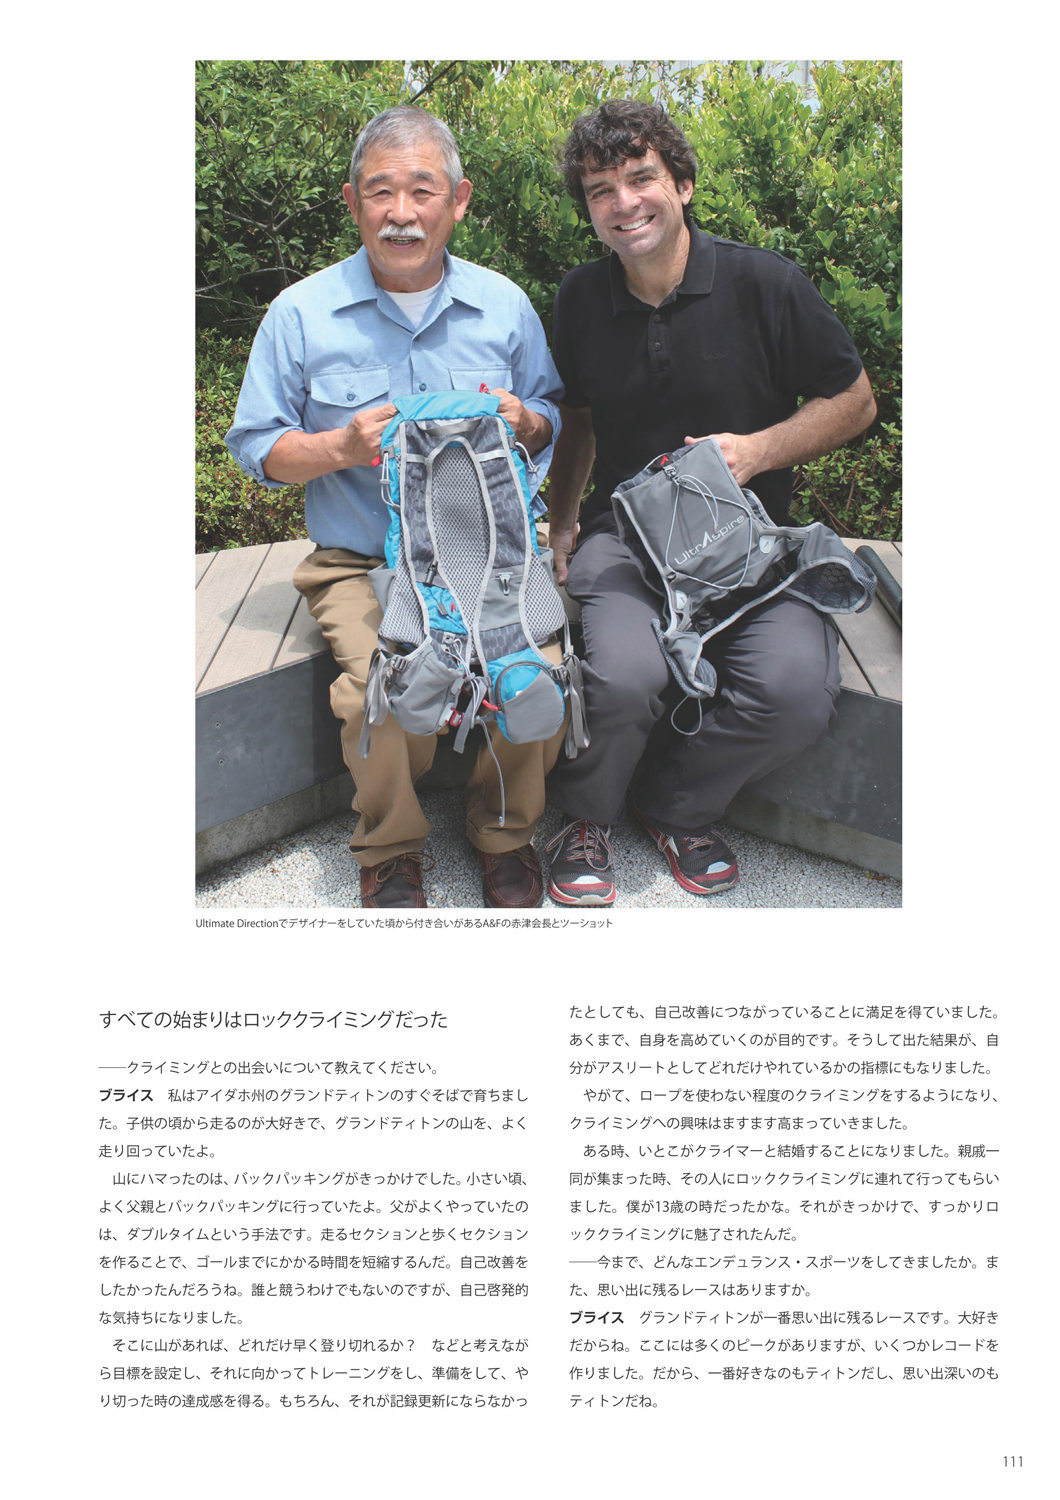 UltrAspire
Ultimate Directionでデザイナーをしていた頃から付き合いがあるA&Fの赤津会長とツーショット
すべての始まりはロッククライミングだった
──クライミングとの出会いについて教えてください。
ブライス　私はアイダホ州のグランドティトンのすぐそばで育ちまし
た。子供の頃から走るのが大好きで、グランドティトンの山を、よく
走り回っていたよ。
　山にハマったのは、バックパッキングがきっかけでした。小さい頃、
よく父親とバックパッキングに行っていたよ。父がよくやっていたの
は、ダブルタイムという手法です。走るセクションと歩くセクション
を作ることで、ゴールまでにかかる時間を短縮するんだ。自己改善を
したかったんだろうね。誰と競うわけでもないのですが、自己啓発的
な気持ちになりました。
　そこに山があれば、どれだけ早く登り切れるか？　などと考えなが
ら目標を設定し、それに向かってトレーニングをし、準備をして、や
り切った時の達成感を得る。もちろん、それが記録更新にならなかっ
たとしても、自己改善につながっていることに満足を得ていました。
あくまで、自身を高めていくのが目的です。そうして出た結果が、自
分がアスリートとしてどれだけやれているかの指標にもなりました。
　やがて、ロープを使わない程度のクライミングをするようになり、
クライミングへの興味はますます高まっていきました。
　ある時、いとこがクライマーと結婚することになりました。親戚一
同が集まった時、その人にロッククライミングに連れて行ってもらい
ました。僕が13歳の時だったかな。それがきっかけで、すっかりロ
ッククライミングに魅了されたんだ。
──今まで、どんなエンデュランス・スポーツをしてきましたか。ま
た、思い出に残るレースはありますか。
ブライス　グランドティトンが一番思い出に残るレースです。大好き
だからね。ここには多くのピークがありますが、いくつかレコードを
作りました。だから、一番好きなのもティトンだし、思い出深いのも
ティトンだね。
111